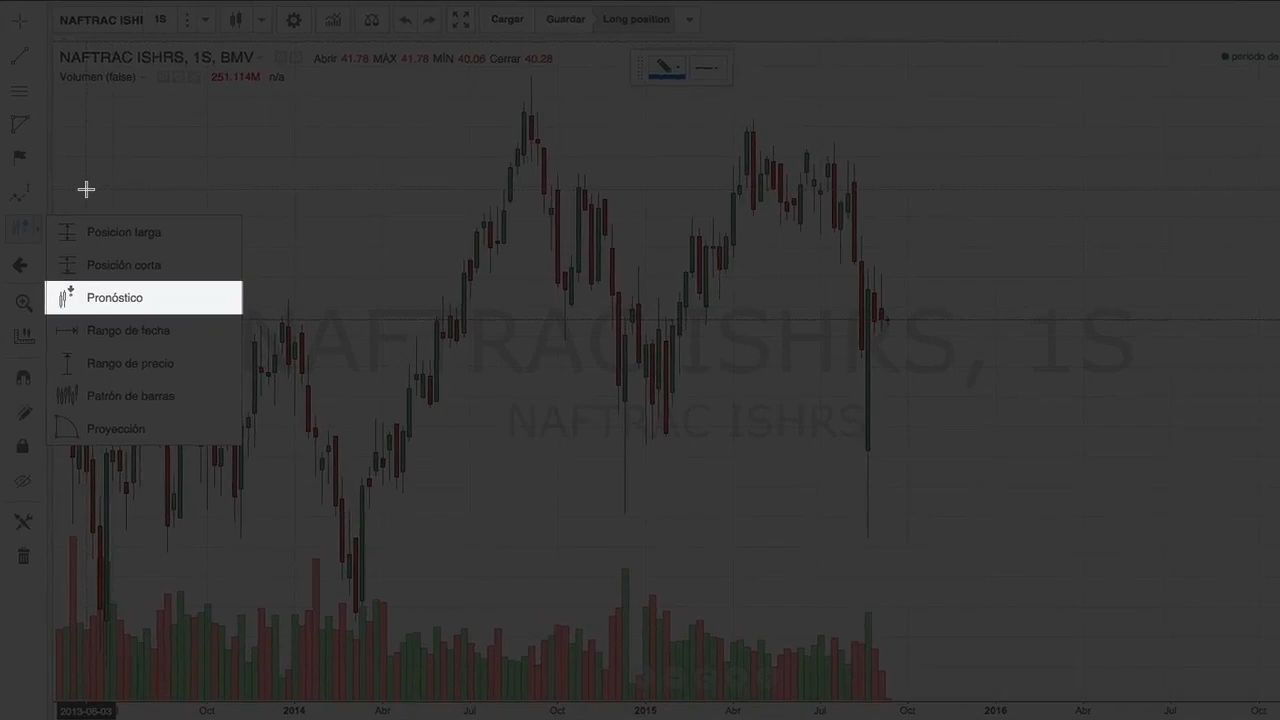 NAFTRAC ISHI 1S Cargar Guardar Long position
NAFTRAC ISHRS, 1S, BMV Abrir 41.78 MÁX 41.78 MÍN 40.06 Cerrar 40.28
periodo de
Volumen (false) 251.114M n/a
Posicion larga
Posición corta
Pronóstico
Rango de fecha
Rango de precio
Patrón de barras
Proyección
NAFTRAC ISHRS, 1S
NAFTRAC ISHRS
2013-06-03 Oct 2014 Abr Jul Oct 2015 Abr Jul Oct 2016 Abr Jul Oct